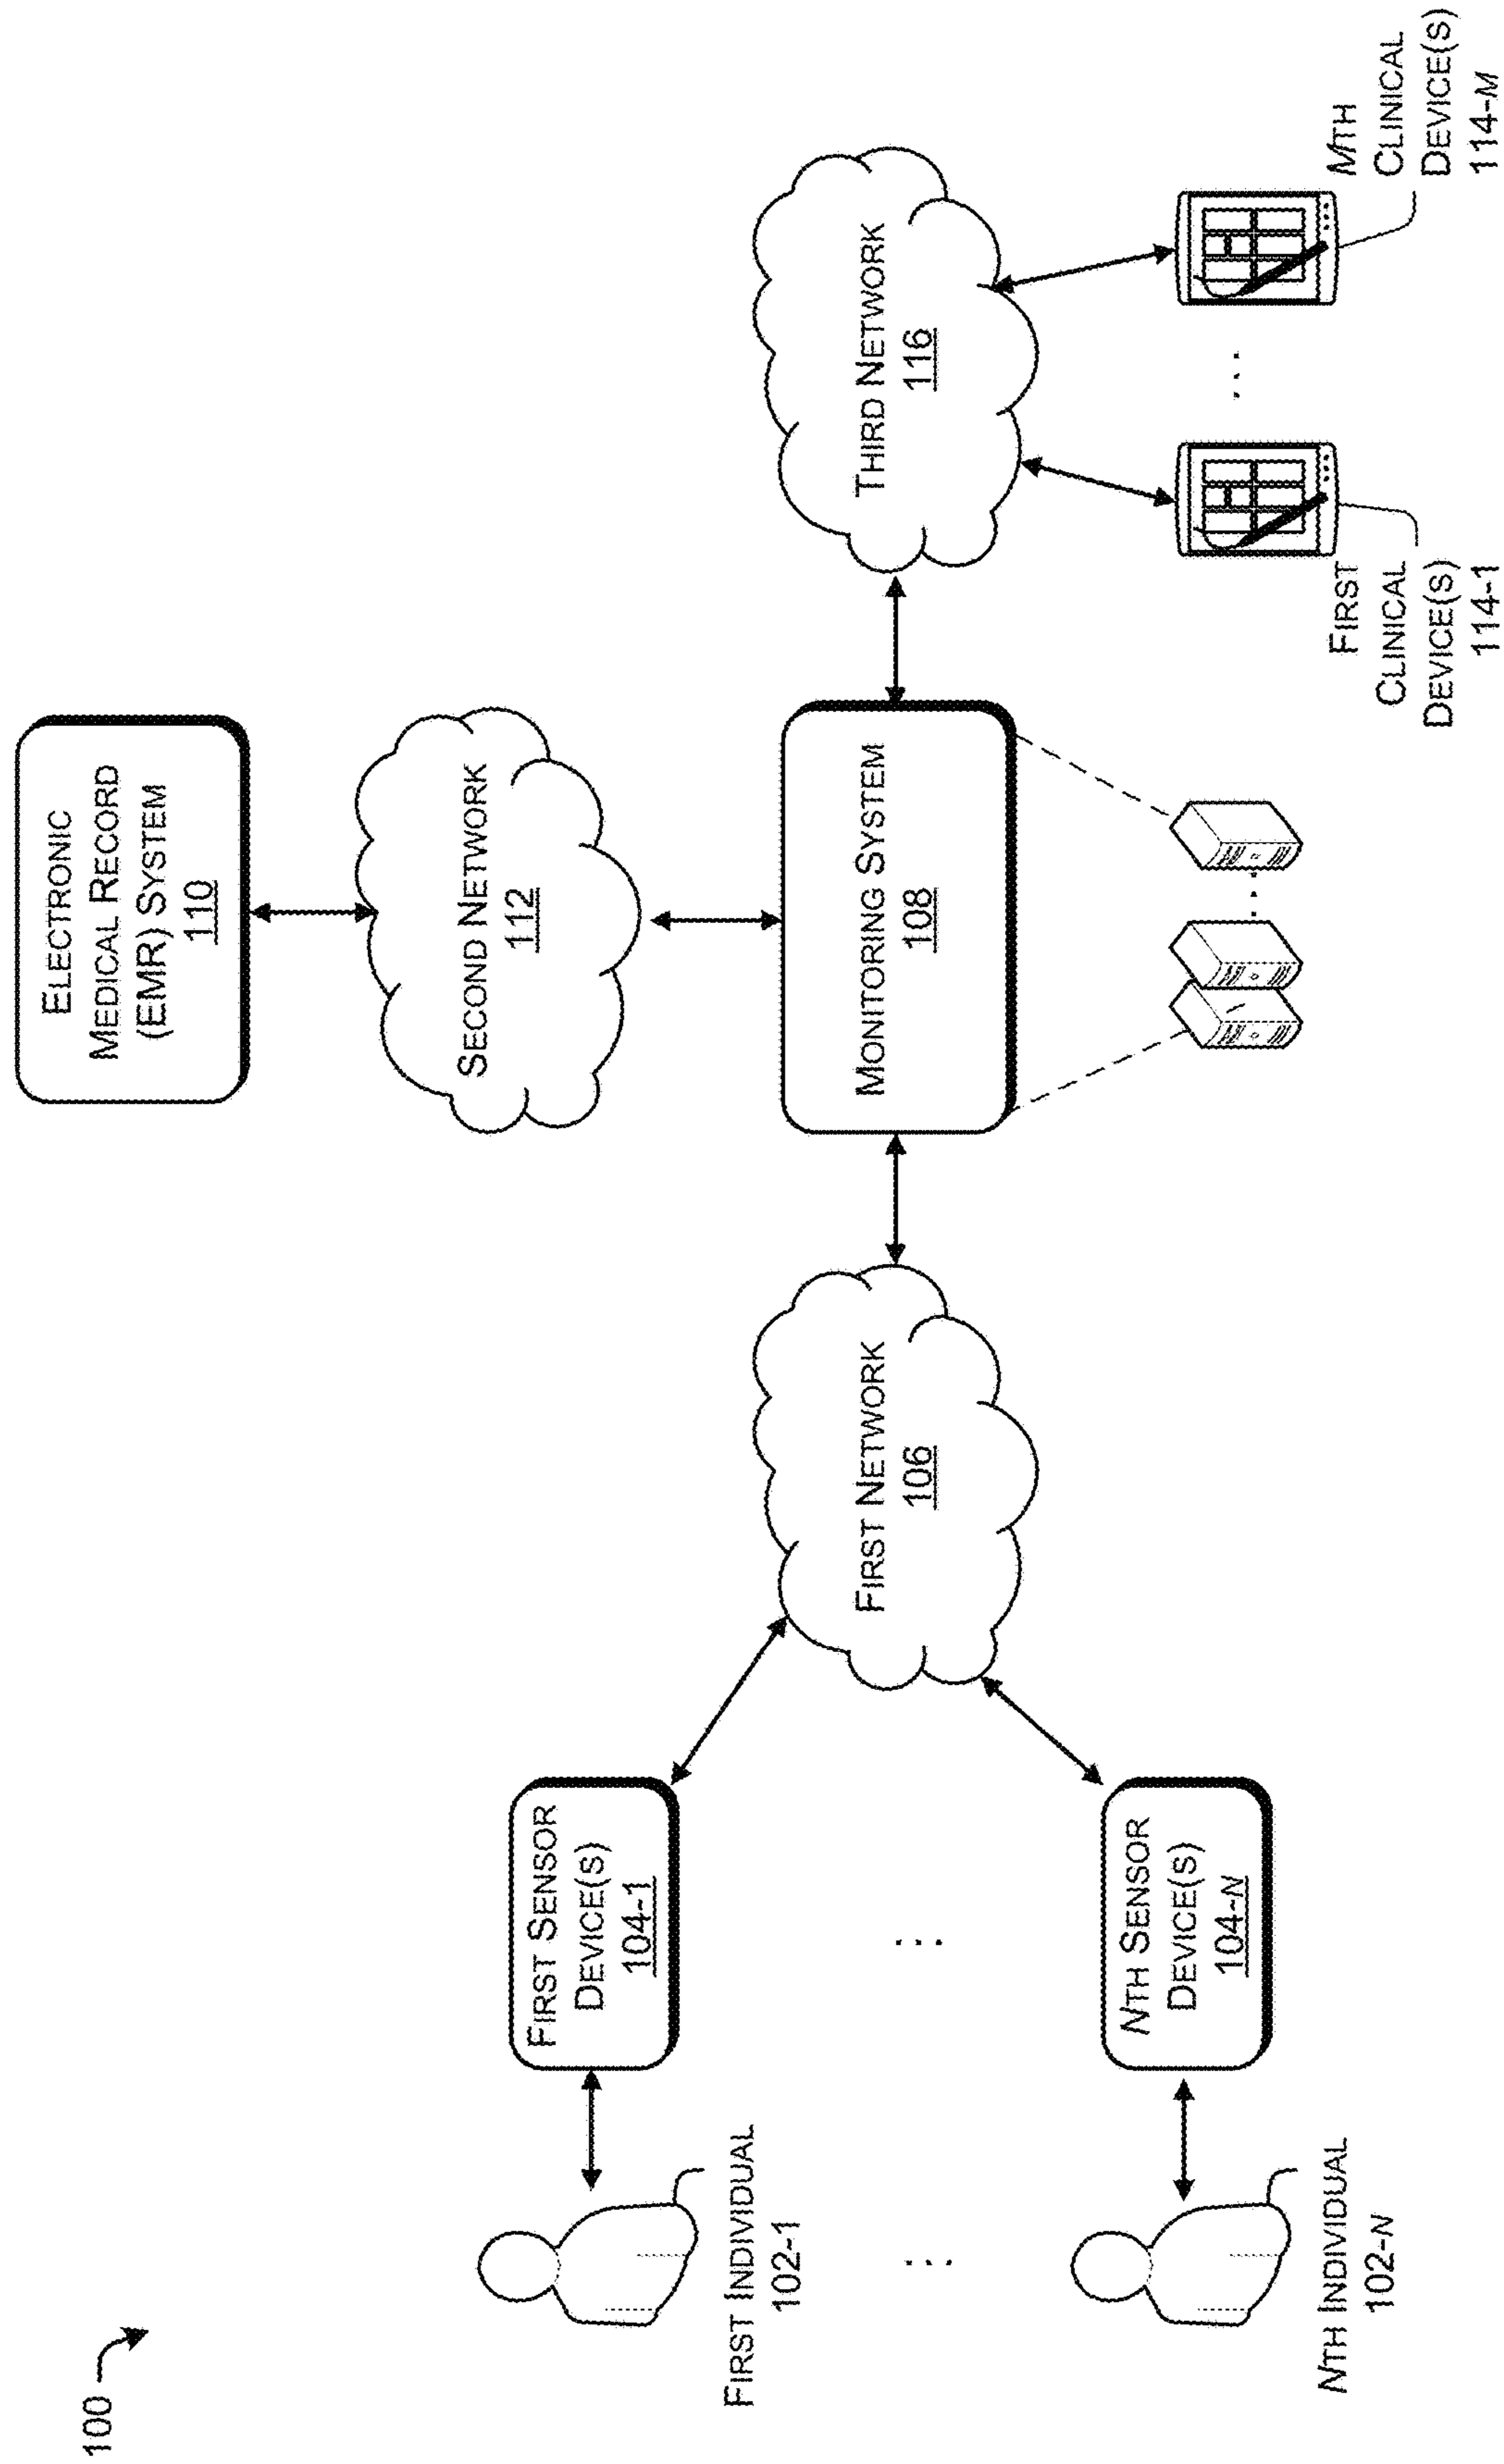 100
ELECTRONIC
MEDICAL RECORD
(EMR) SYSTEM
110
SECOND NETWORK
112
FIRST SENSOR
DEVICE(S)
104-1
FIRST INDIVIDUAL
102-1
. . .
. . .
FIRST NETWORK
106
MONITORING SYSTEM
108
THIRD NETWORK
116
NTH SENSOR
DEVICE(S)
104-N
NTH INDIVIDUAL
102-N
. . .
. . .
FIRST
CLINICAL
DEVICE(S)
114-1
MTH
CLINICAL
DEVICE(S)
114-M